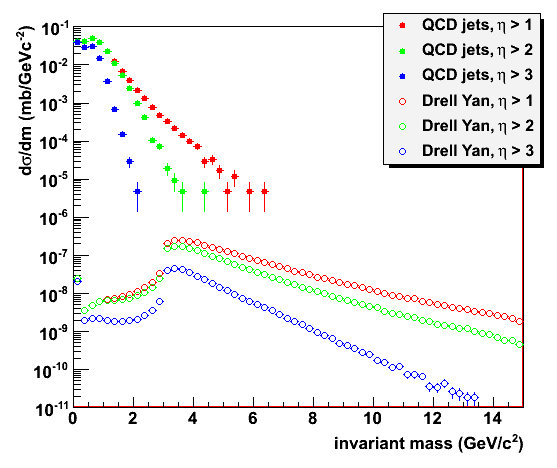 QCD jets, η > 1
QCD jets, η > 2
QCD jets, η > 3
Drell Yan, η > 1
Drell Yan, η > 2
Drell Yan, η > 3
dσ/dm (mb/GeVc⁻²)
10⁻¹
10⁻²
10⁻³
10⁻⁴
10⁻⁵
10⁻⁶
10⁻⁷
10⁻⁸
10⁻⁹
10⁻¹⁰
10⁻¹¹
0 2 4 6 8 10 12 14
invariant mass (GeV/c²)